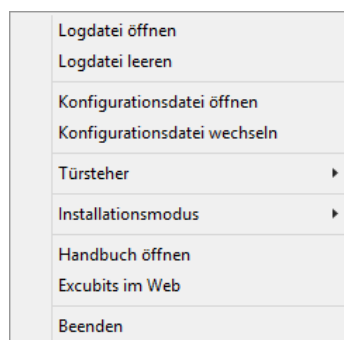 Logdatei öffnen
Logdatei leeren
Konfigurationsdatei öffnen
Konfigurationsdatei wechseln
Türsteher
Installationsmodus
Handbuch öffnen
Excubits im Web
Beenden